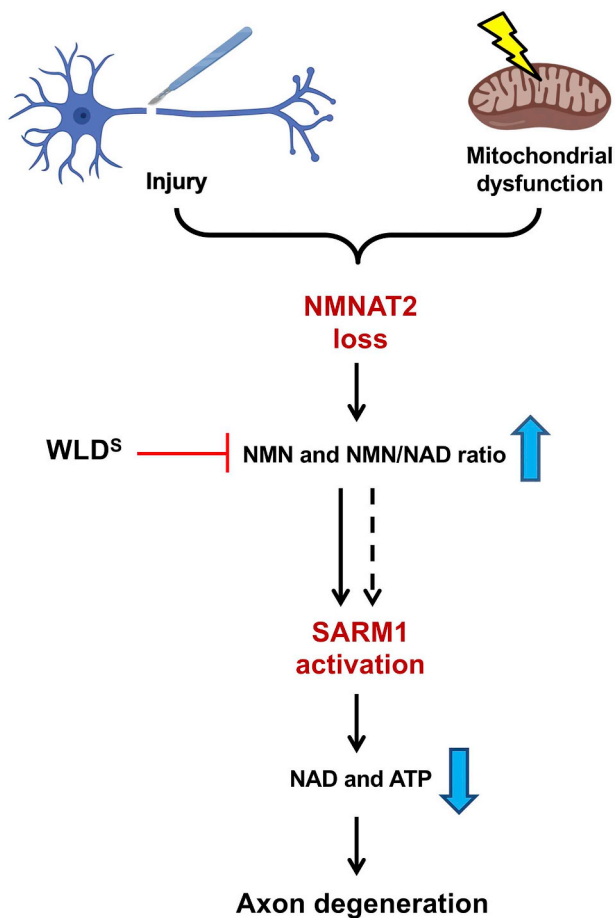 Injury
Mitochondrial
dysfunction
NMNAT2
loss
WLDS
NMN and NMN/NAD ratio
SARM1
activation
NAD and ATP
Axon degeneration